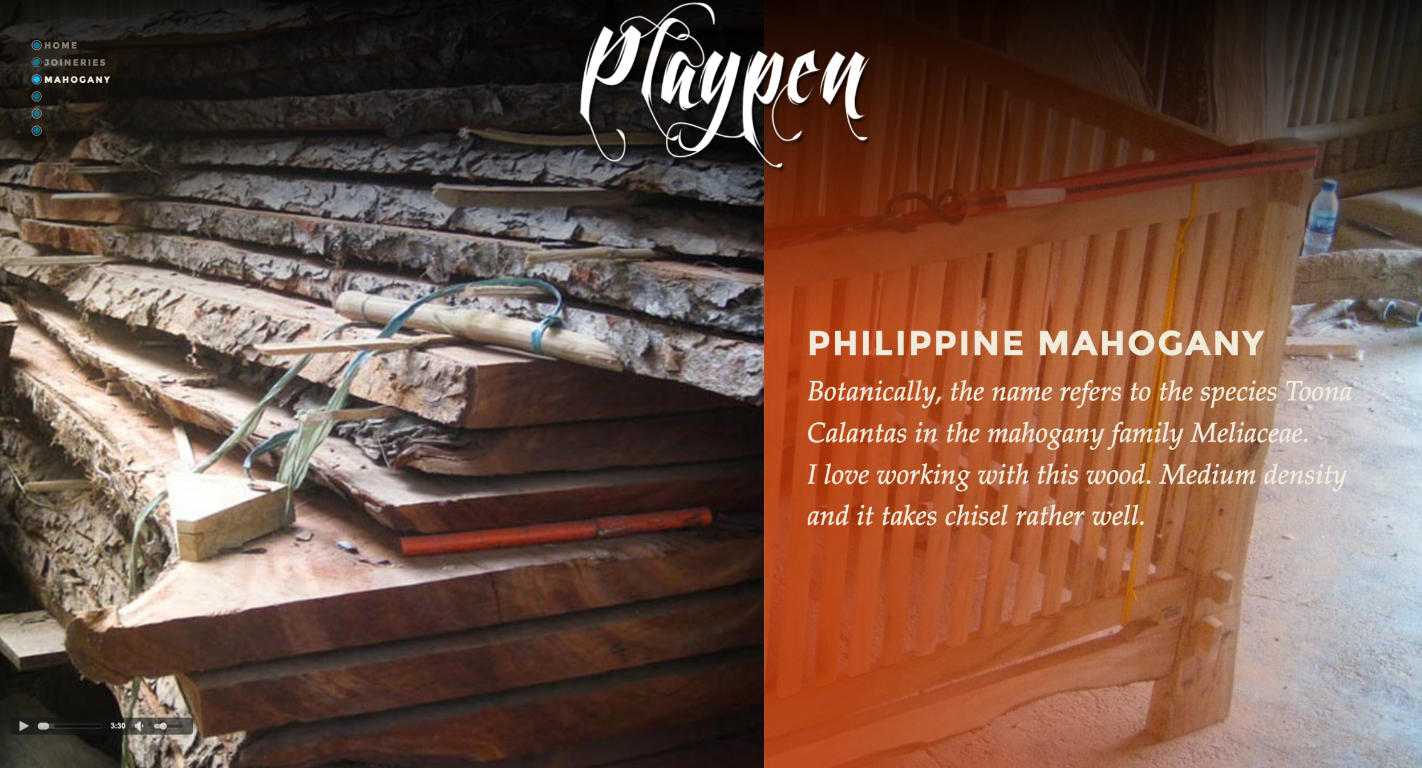 Playpen
HOME
JOINERIES
MAHOGANY
PHILIPPINE MAHOGANY
Botanically, the name refers to the species Toona
Calantas in the mahogany family Meliaceae.
I love working with this wood. Medium density
and it takes chisel rather well.
3:30